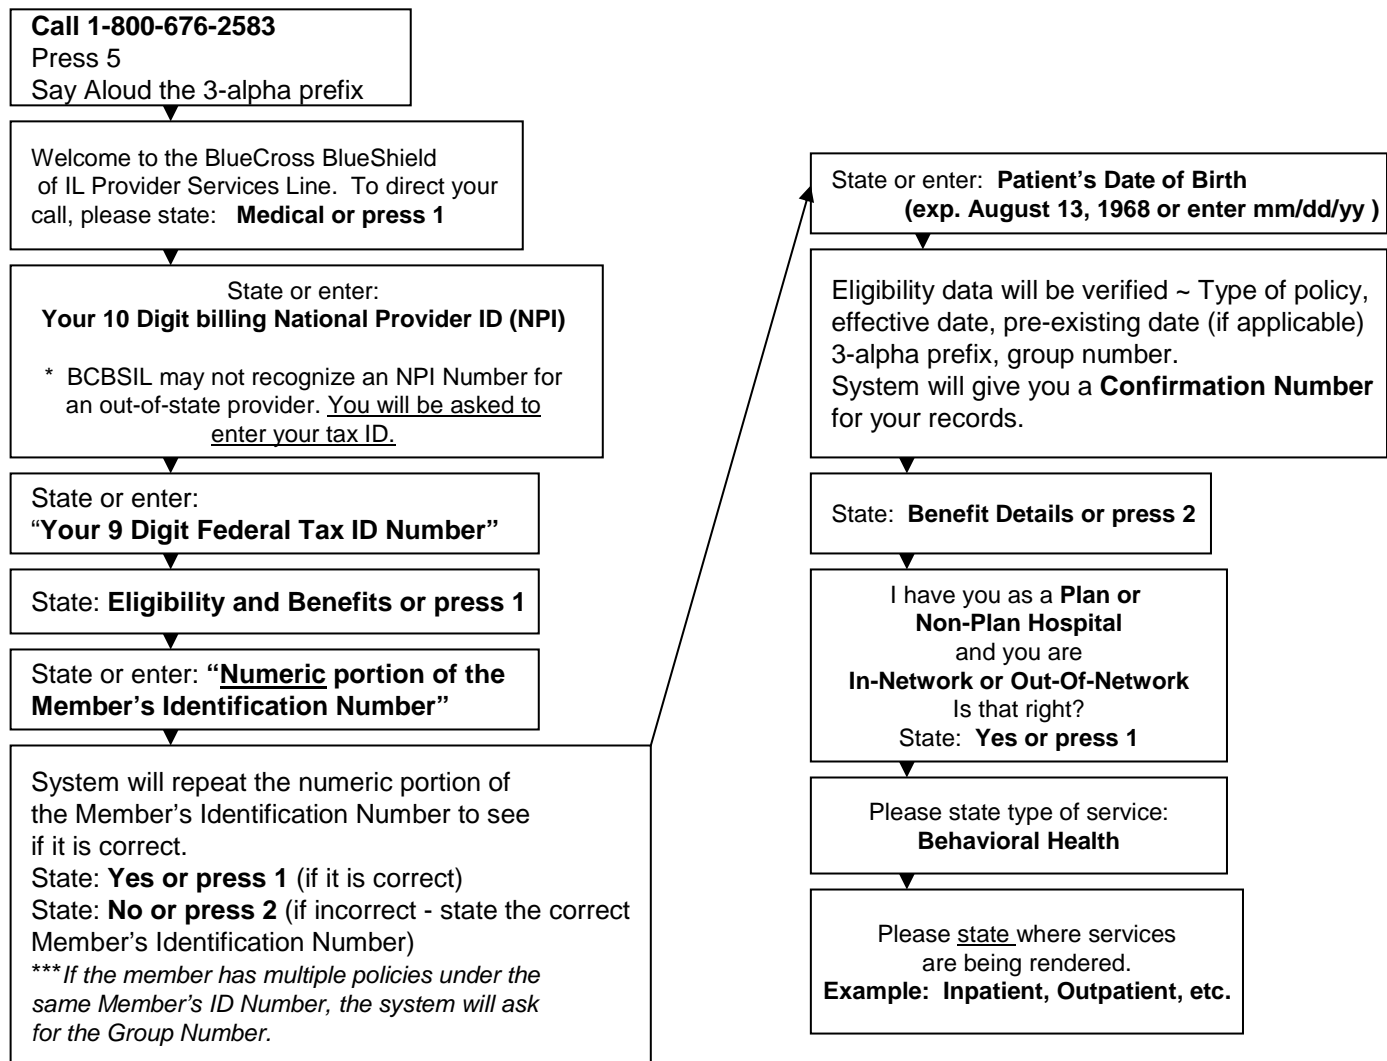 Call 1-800-676-2583
Press 5
Say Aloud the 3-alpha prefix
Welcome to the BlueCross BlueShield
of IL Provider Services Line. To direct your
call, please state: Medical or press 1
State or enter:
Your 10 Digit billing National Provider ID (NPI)
* BCBSIL may not recognize an NPI Number for
an out-of-state provider. You will be asked to
enter your tax ID.
State or enter:
“Your 9 Digit Federal Tax ID Number”
State: Eligibility and Benefits or press 1
State or enter: “Numeric portion of the
Member’s Identification Number”
System will repeat the numeric portion of
the Member’s Identification Number to see
if it is correct.
State: Yes or press 1 (if it is correct)
State: No or press 2 (if incorrect - state the correct
Member’s Identification Number)
***If the member has multiple policies under the
same Member’s ID Number, the system will ask
for the Group Number.
State or enter: Patient’s Date of Birth
(exp. August 13, 1968 or enter mm/dd/yy )
Eligibility data will be verified ~ Type of policy,
effective date, pre-existing date (if applicable)
3-alpha prefix, group number.
System will give you a Confirmation Number
for your records.
State: Benefit Details or press 2
I have you as a Plan or
Non-Plan Hospital
and you are
In-Network or Out-Of-Network
Is that right?
State: Yes or press 1
Please state type of service:
Behavioral Health
Please state where services
are being rendered.
Example: Inpatient, Outpatient, etc.